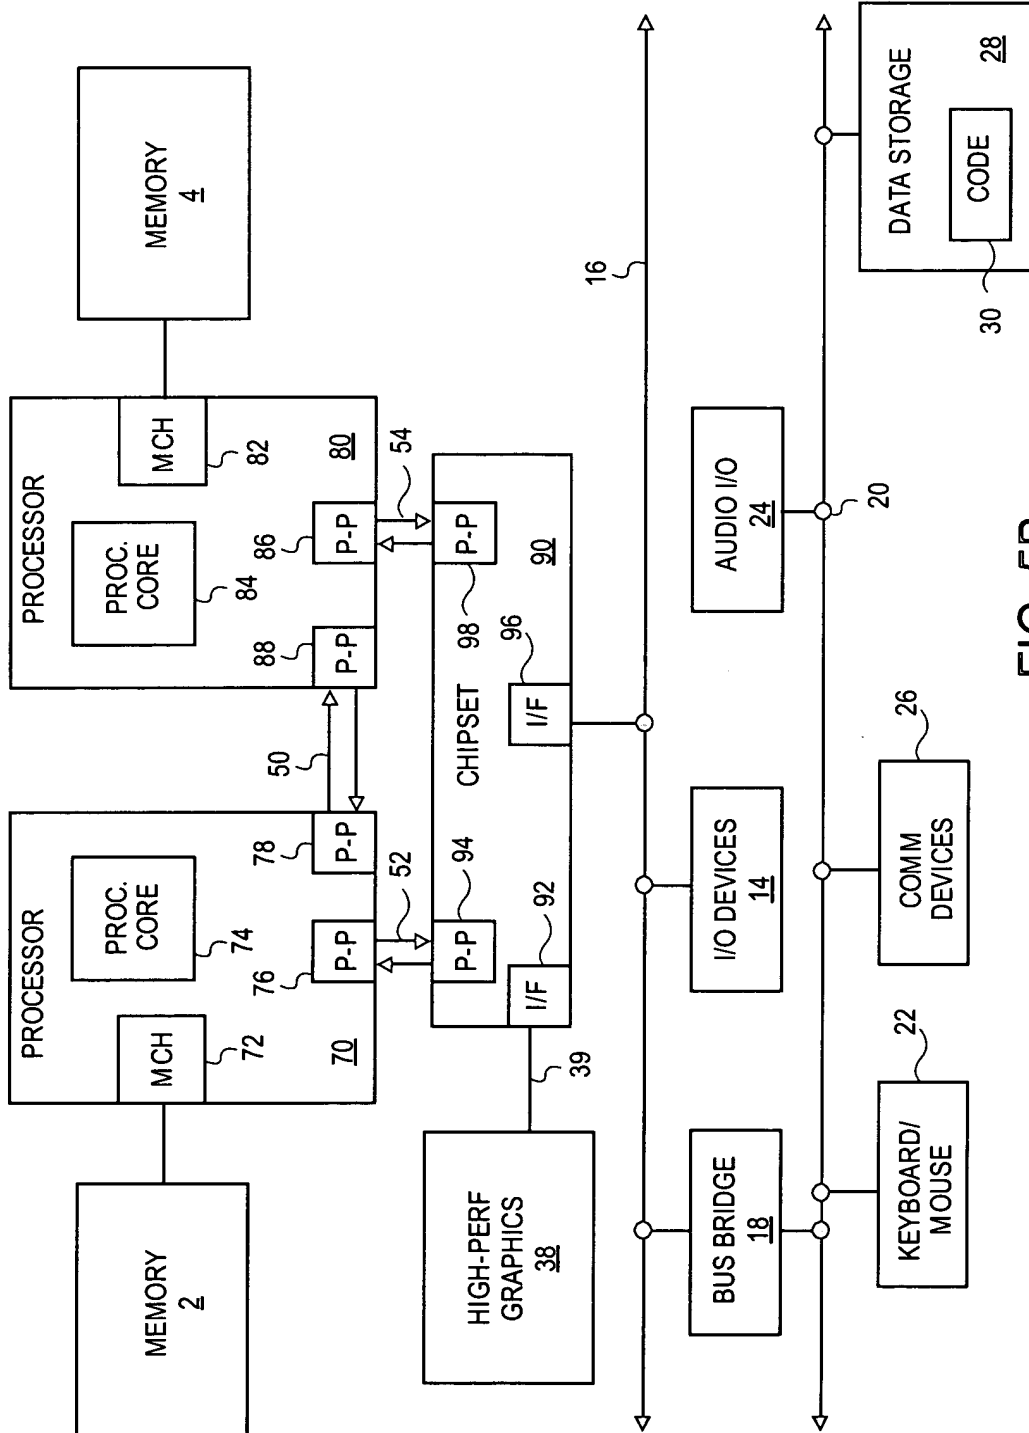 PROCESSOR
PROC.
CORE
74
MCH
72
70
76
P-P
78
P-P
MEMORY
2
50
PROCESSOR
PROC.
CORE
84
MCH
82
80
88
P-P
86
P-P
MEMORY
4
52
54
P-P
94
CHIPSET
P-P
98
90
I/F
92
I/F
96
HIGH-PERF
GRAPHICS
38
39
16
BUS BRIDGE
18
I/O DEVICES
14
AUDIO I/O
24
20
KEYBOARD/
MOUSE
22
COMM
DEVICES
26
DATA STORAGE
28
CODE
30